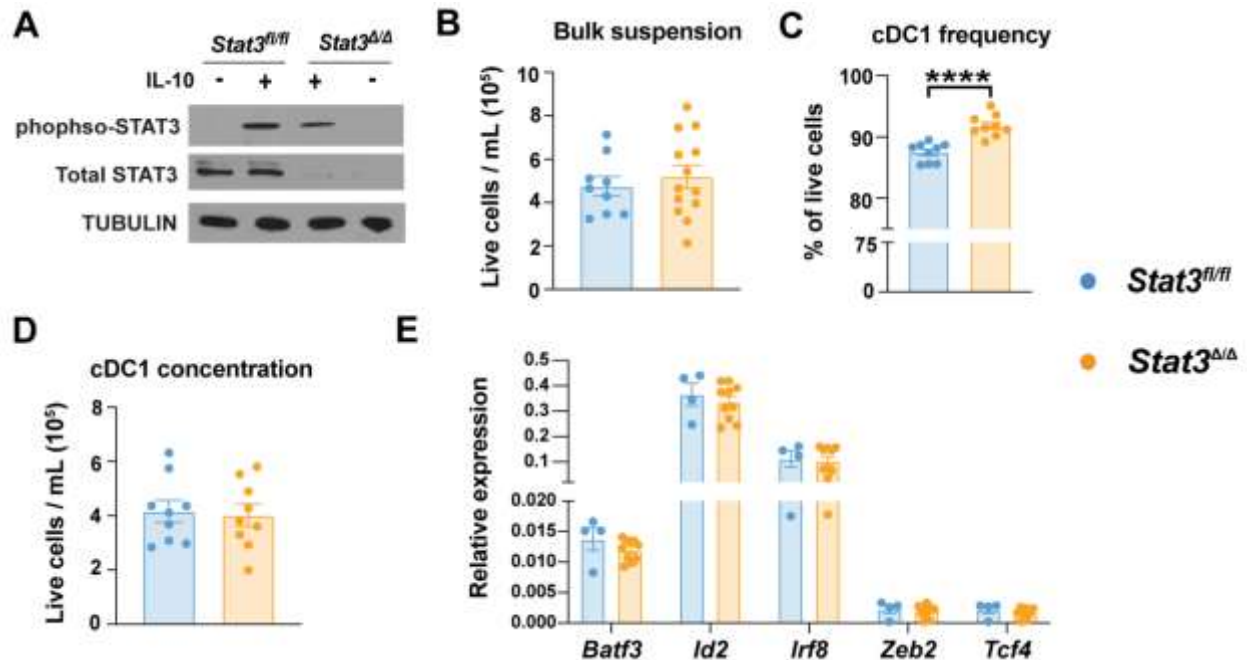 A
Stat3fl/fl Stat3Δ/Δ
IL-10 - + + -
phophso-STAT3
Total STAT3
TUBULIN
B
Bulk suspension
Live cells / mL (10⁵)
10
8
6
4
2
0
C
cDC1 frequency
****
% of live cells
100
90
80
75
0
Stat3fl/fl
Stat3Δ/Δ
D
cDC1 concentration
Live cells / mL (10⁵)
8
6
4
2
0
E
Relative expression
0.5
0.4
0.3
0.2
0.1
0.020
0.015
0.010
0.005
0.000
Batf3 Id2 Irf8 Zeb2 Tcf4